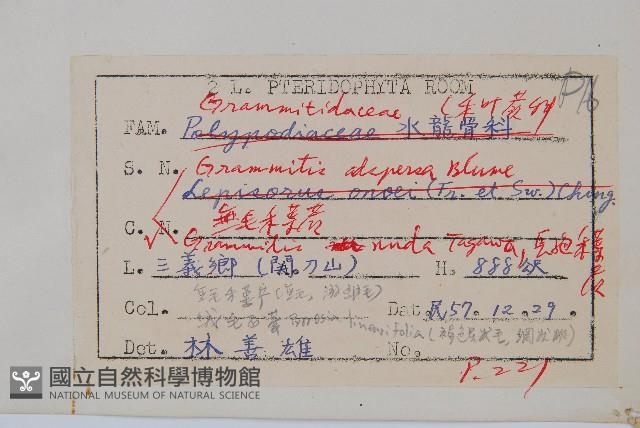 2 L. PTERIDOPHYTA ROOM
P16
Grammitidaceae (禾叶蕨科
FAM. Polypodiaceae 水龍骨科
S. N. Grammitis adspersa Blume
Lepisorus onoei (Fr. et Sav.) Ching.
C. N. 無毛禾葉蕨
Grammitis nuda Tagawa,
L. 三義鄉 (關刀山) H. 888公尺
Col. Dat. 民57.12.29.
Det. 林善雄 No.
P.221
國立自然科學博物館
NATIONAL MUSEUM OF NATURAL SCIENCE